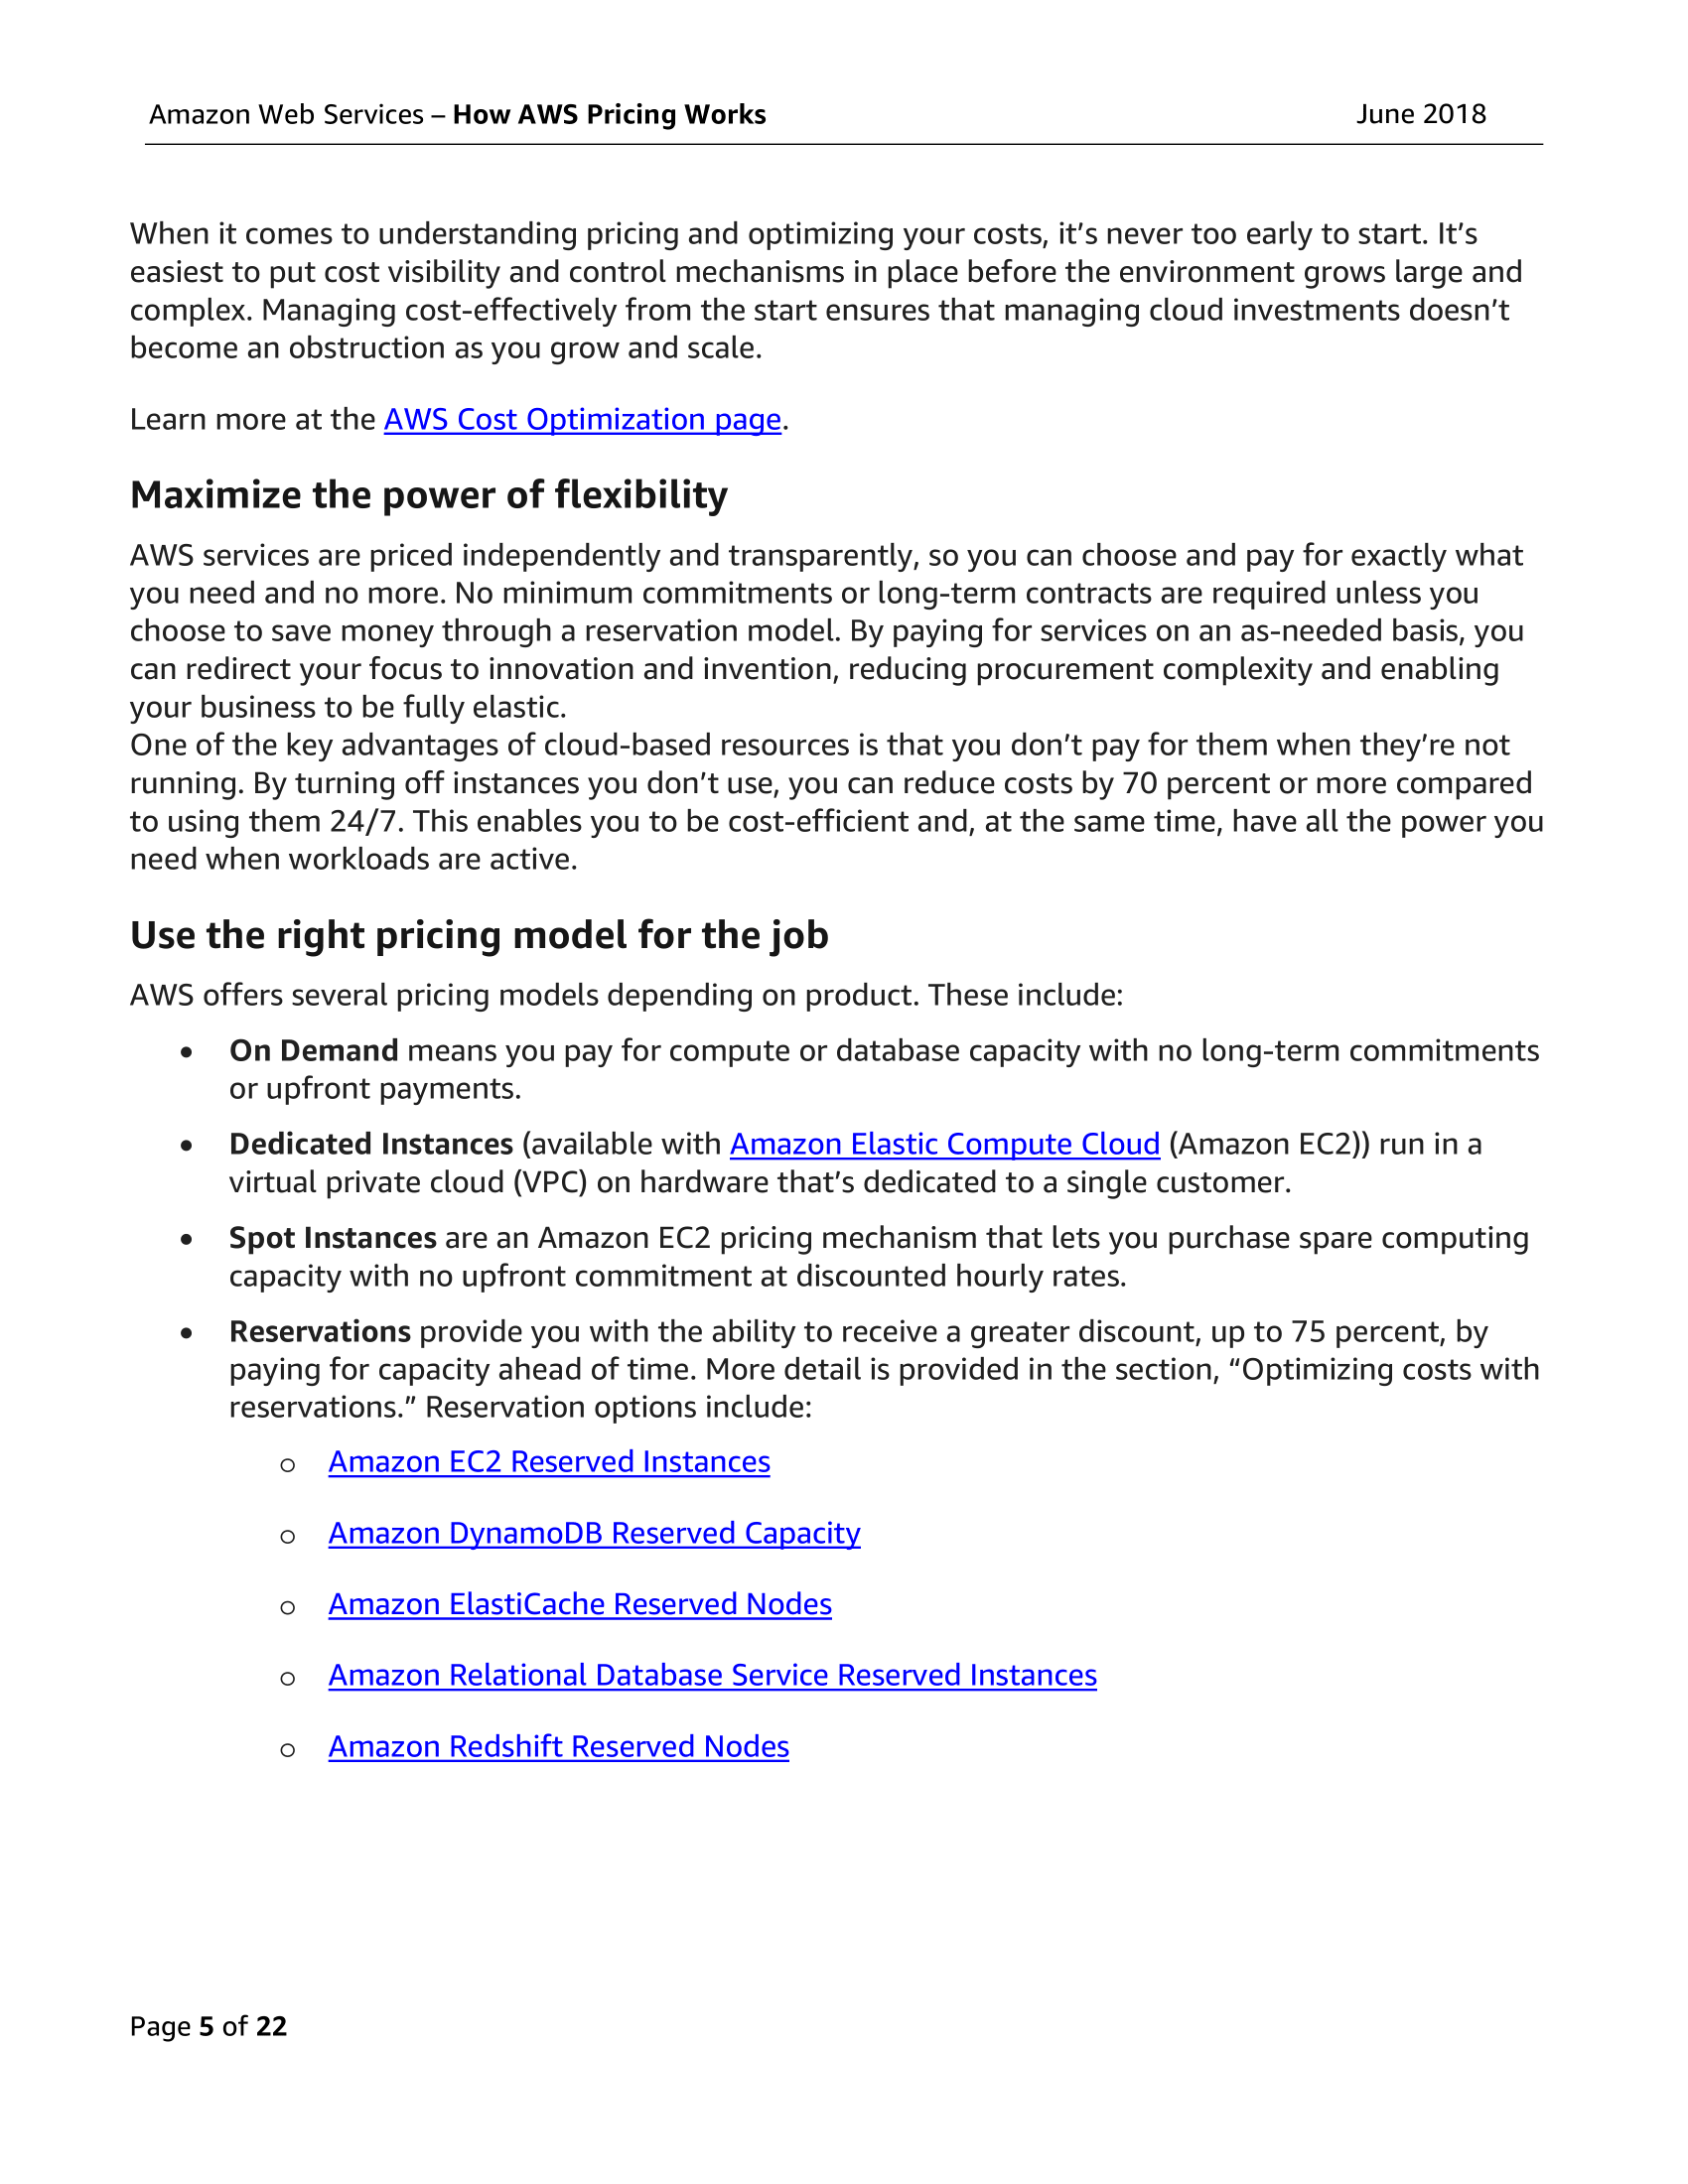 Amazon Web Services – How AWS Pricing Works June 2018
When it comes to understanding pricing and optimizing your costs, it’s never too early to start. It’s
easiest to put cost visibility and control mechanisms in place before the environment grows large and
complex. Managing cost-effectively from the start ensures that managing cloud investments doesn’t
become an obstruction as you grow and scale.
Learn more at the AWS Cost Optimization page.
Maximize the power of flexibility
AWS services are priced independently and transparently, so you can choose and pay for exactly what
you need and no more. No minimum commitments or long-term contracts are required unless you
choose to save money through a reservation model. By paying for services on an as-needed basis, you
can redirect your focus to innovation and invention, reducing procurement complexity and enabling
your business to be fully elastic.
One of the key advantages of cloud-based resources is that you don’t pay for them when they’re not
running. By turning off instances you don’t use, you can reduce costs by 70 percent or more compared
to using them 24/7. This enables you to be cost-efficient and, at the same time, have all the power you
need when workloads are active.
Use the right pricing model for the job
AWS offers several pricing models depending on product. These include:
• On Demand means you pay for compute or database capacity with no long-term commitments
or upfront payments.
• Dedicated Instances (available with Amazon Elastic Compute Cloud (Amazon EC2)) run in a
virtual private cloud (VPC) on hardware that’s dedicated to a single customer.
• Spot Instances are an Amazon EC2 pricing mechanism that lets you purchase spare computing
capacity with no upfront commitment at discounted hourly rates.
• Reservations provide you with the ability to receive a greater discount, up to 75 percent, by
paying for capacity ahead of time. More detail is provided in the section, “Optimizing costs with
reservations.” Reservation options include:
o Amazon EC2 Reserved Instances
o Amazon DynamoDB Reserved Capacity
o Amazon ElastiCache Reserved Nodes
o Amazon Relational Database Service Reserved Instances
o Amazon Redshift Reserved Nodes
Page 5 of 22